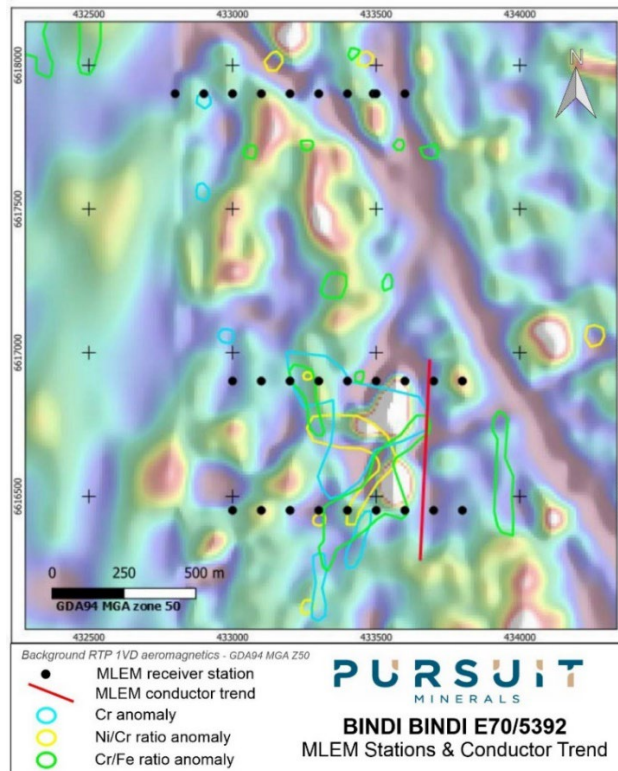 432500 433000 433500 434000
6618000
N
6617500
6617000
6616500
0 250 500 m
GDA94 MGA zone 50
432500 433000 433500 434000
Background RTP 1VD aeromagnetics - GDA94 MGA Z50
MLEM receiver station
MLEM conductor trend
Cr anomaly
Ni/Cr ratio anomaly
Cr/Fe ratio anomaly
PURSUIT
MINERALS
BINDI BINDI E70/5392
MLEM Stations & Conductor Trend